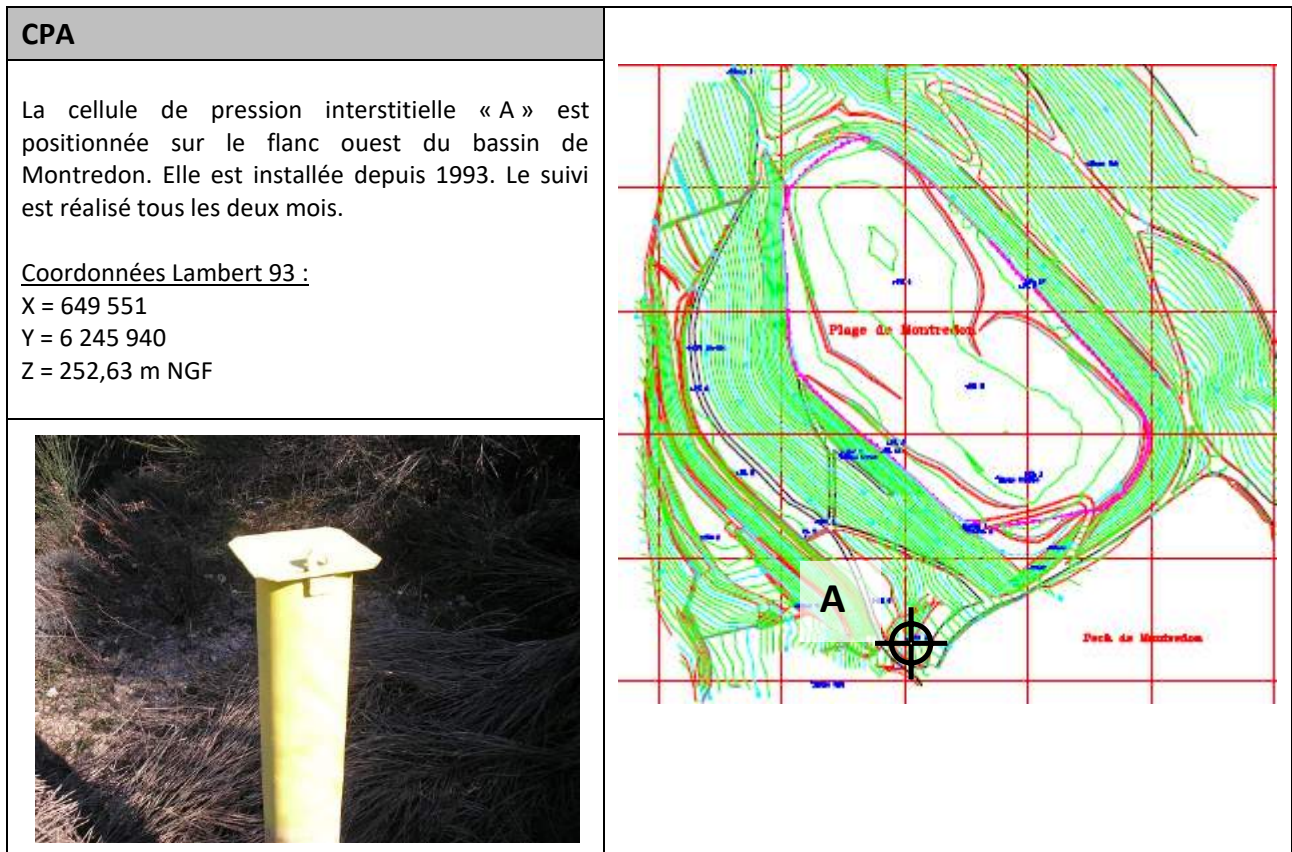 CPA
La cellule de pression interstitielle « A » est
positionnée sur le flanc ouest du bassin de
Montredon. Elle est installée depuis 1993. Le suivi
est réalisé tous les deux mois.
Coordonnées Lambert 93 :
X = 649 551
Y = 6 245 940
Z = 252,63 m NGF
Plage de Montredon
A
Pech de Montredon